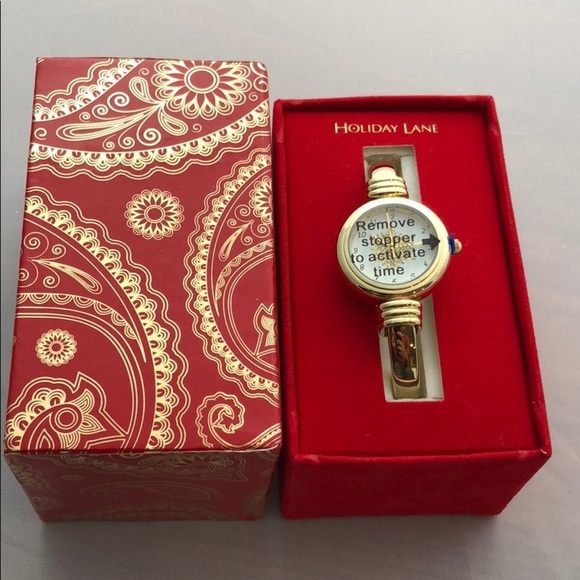 HOLIDAY LANE
Remove
stopper
to activate
time